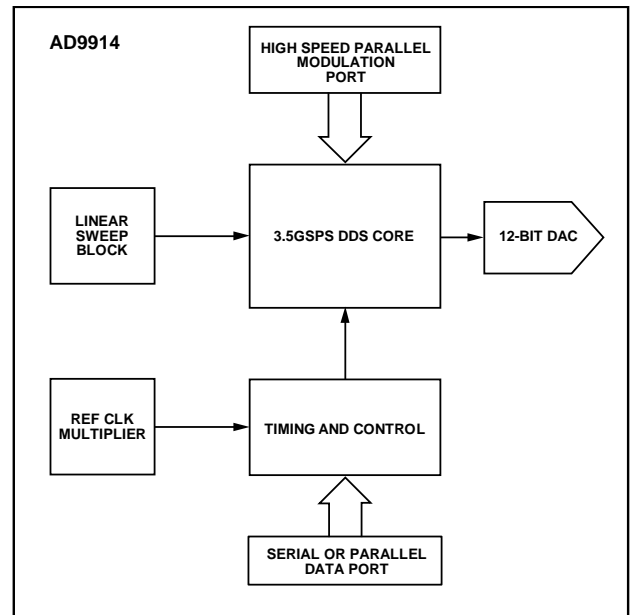 AD9914
HIGH SPEED PARALLEL
MODULATION
PORT
LINEAR
SWEEP
BLOCK
3.5GSPS DDS CORE
12-BIT DAC
REF CLK
MULTIPLIER
TIMING AND CONTROL
SERIAL OR PARALLEL
DATA PORT